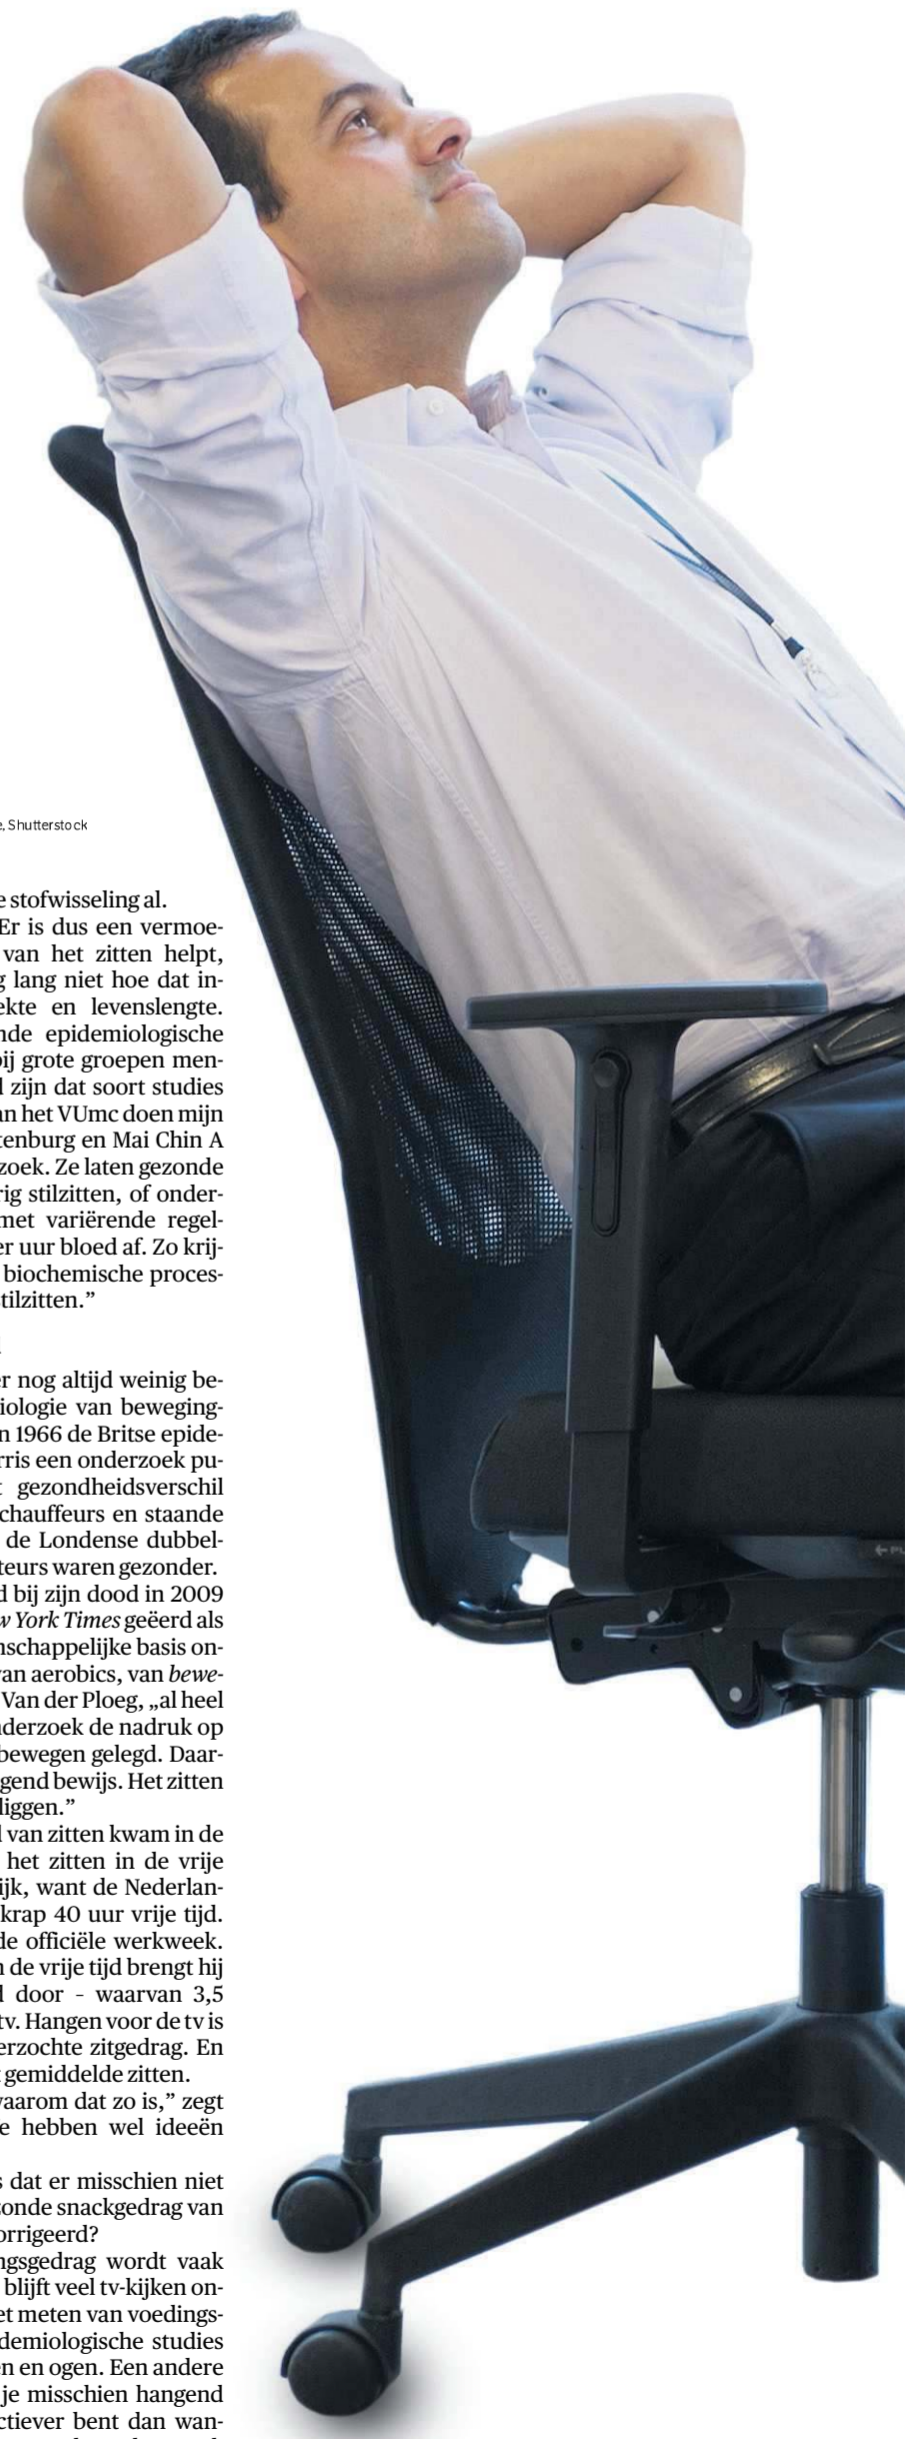 e, Shutterstock
e stofwisseling al.
Er is dus een vermoe-
van het zitten helpt,
g lang niet hoe dat in-
ekte en levenslengte.
nde epidemiologische
bij grote groepen men-
l zijn dat soort studies
an het VUmc doen mijn
tenburg en Mai Chin A
zoek. Ze laten gezonde
rig stilzitten, of onder-
met variërende regel-
er uur bloed af. Zo krij-
biochemische proces-
tilzitten.”
er nog altijd weinig be-
iologie van beweging-
n 1966 de Britse epide-
rris een onderzoek pu-
t gezondheidsverschil
chauffeurs en staande
de Londense dubbel-
teurs waren gezonder.
d bij zijn dood in 2009
w York Times geëerd als
nschappelijke basis on-
van aerobics, van bewe-
Van der Ploeg, „al heel
nderzoek de nadruk op
bewegen gelegd. Daar-
gend bewijs. Het zitten
liggen.”
l van zitten kwam in de
het zitten in de vrije
ijk, want de Nederlan-
krap 40 uur vrije tijd.
de officiële werkweek.
n de vrije tijd brengt hij
d door – waarvan 3,5
tv. Hangen voor de tv is
erzochte zitgedrag. En
t gemiddelde zitten.
waarom dat zo is,” zegt
e hebben wel ideeën
s dat er misschien niet
zonde snackgedrag van
orrigeerd?
ngsgedrag wordt vaak
blijft veel tv-kijken on-
et meten van voedings-
demiologische studies
en en ogen. Een andere
je misschien hangend
ctiever bent dan wan-